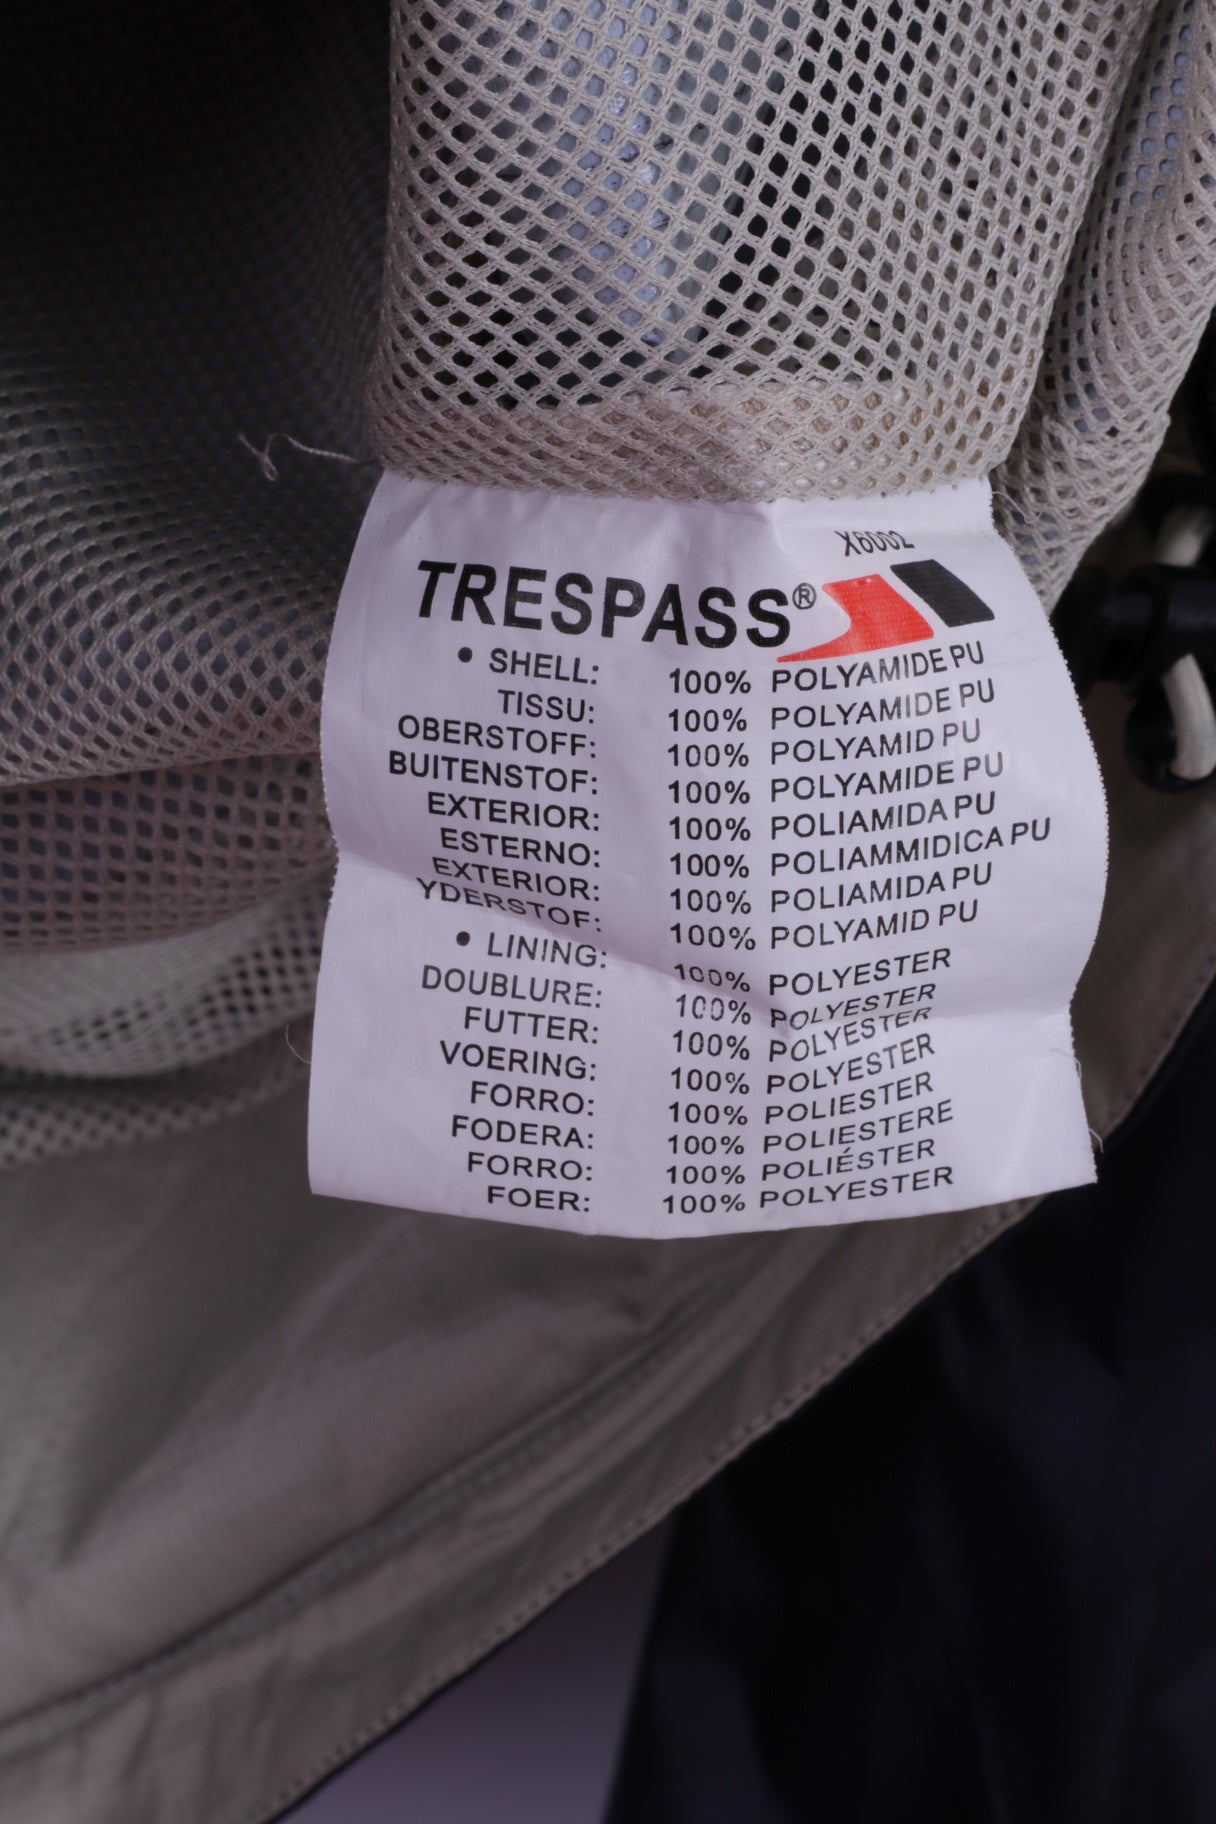 X6002
TRESPASS®
• SHELL: 100% POLYAMIDE PU
TISSU: 100% POLYAMIDE PU
OBERSTOFF: 100% POLYAMID PU
BUITENSTOF: 100% POLYAMIDE PU
EXTERIOR: 100% POLIAMIDA PU
ESTERNO: 100% POLIAMMIDICA PU
EXTERIOR: 100% POLIAMIDA PU
YDERSTOF: 100% POLYAMID PU
• LINING: 100% POLYESTER
DOUBLURE: 100% POLYESTER
FUTTER: 100% POLYESTER
VOERING: 100% POLYESTER
FORRO: 100% POLIESTER
FODERA: 100% POLIESTERE
FORRO: 100% POLIÉSTER
FOER: 100% POLYESTER